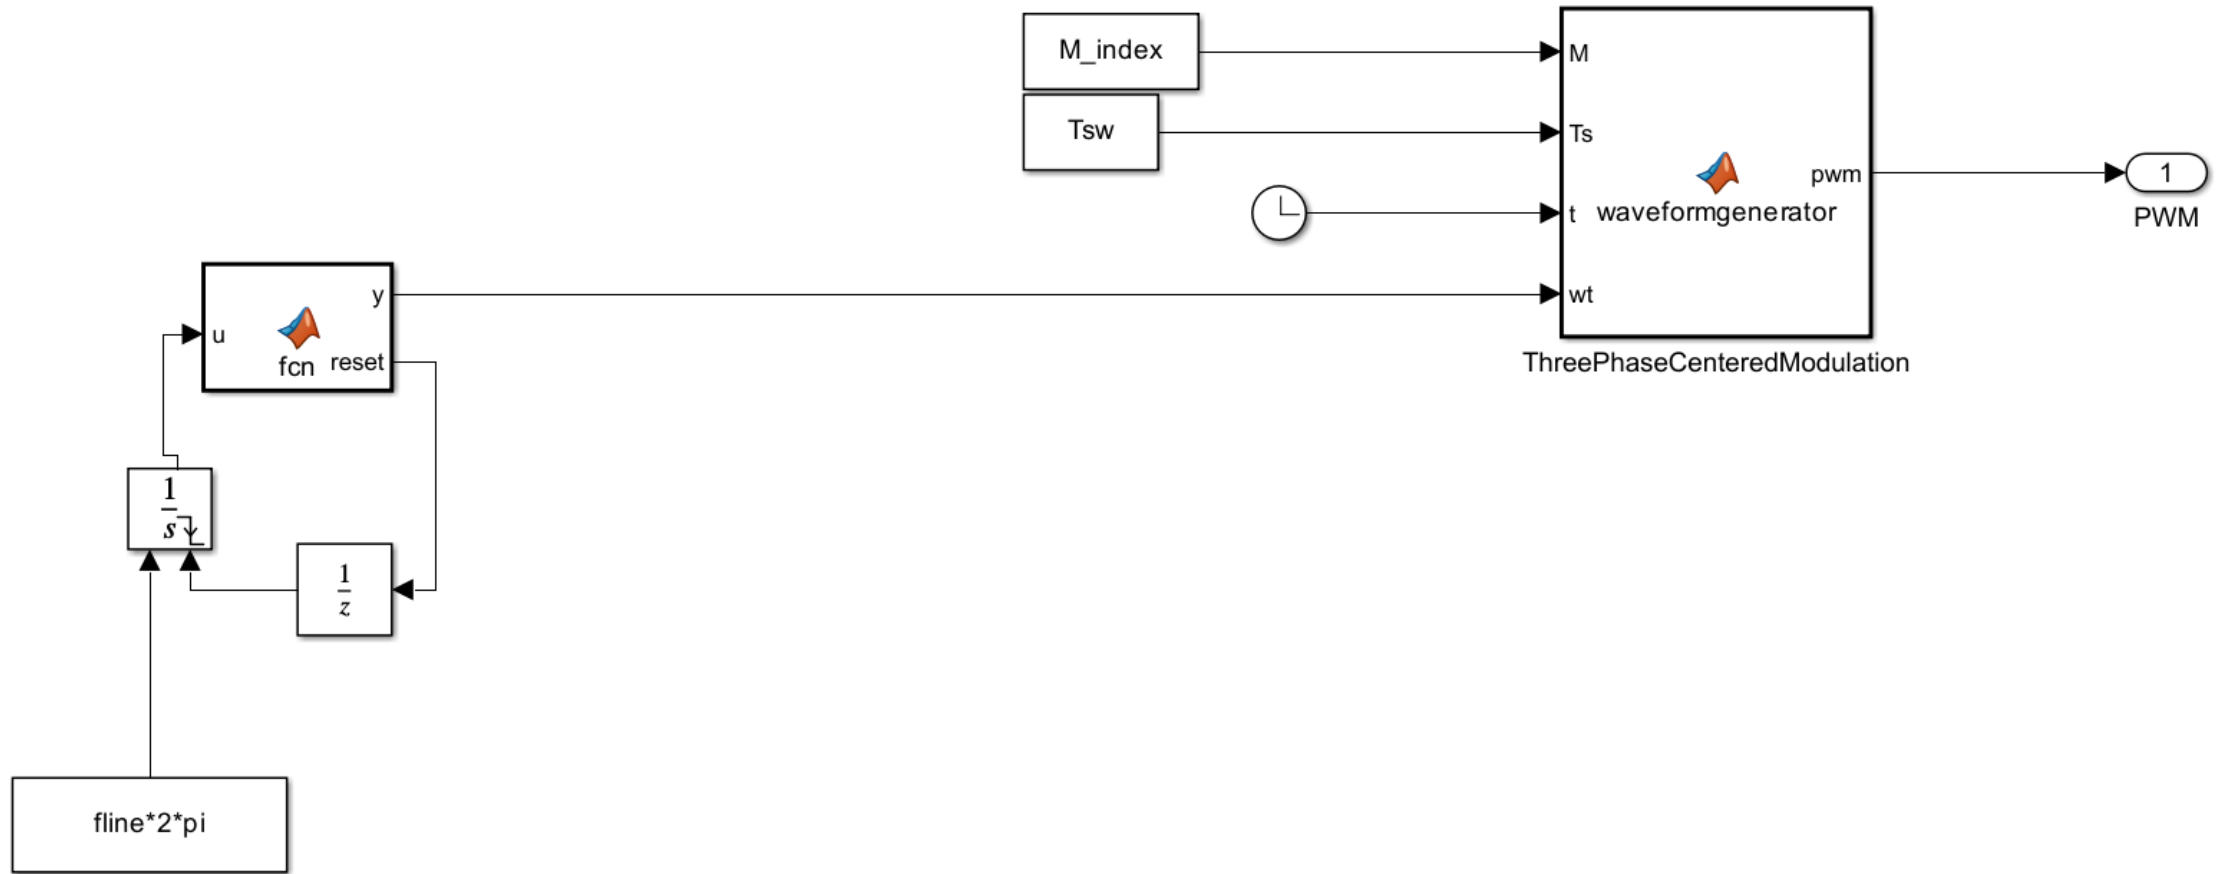 M_index
M
Tsw
Ts
pwm
1
t
waveformgenerator
PWM
y
wt
u
fcn
reset
ThreePhaseCenteredModulation
1
s
1
z
fline*2*pi